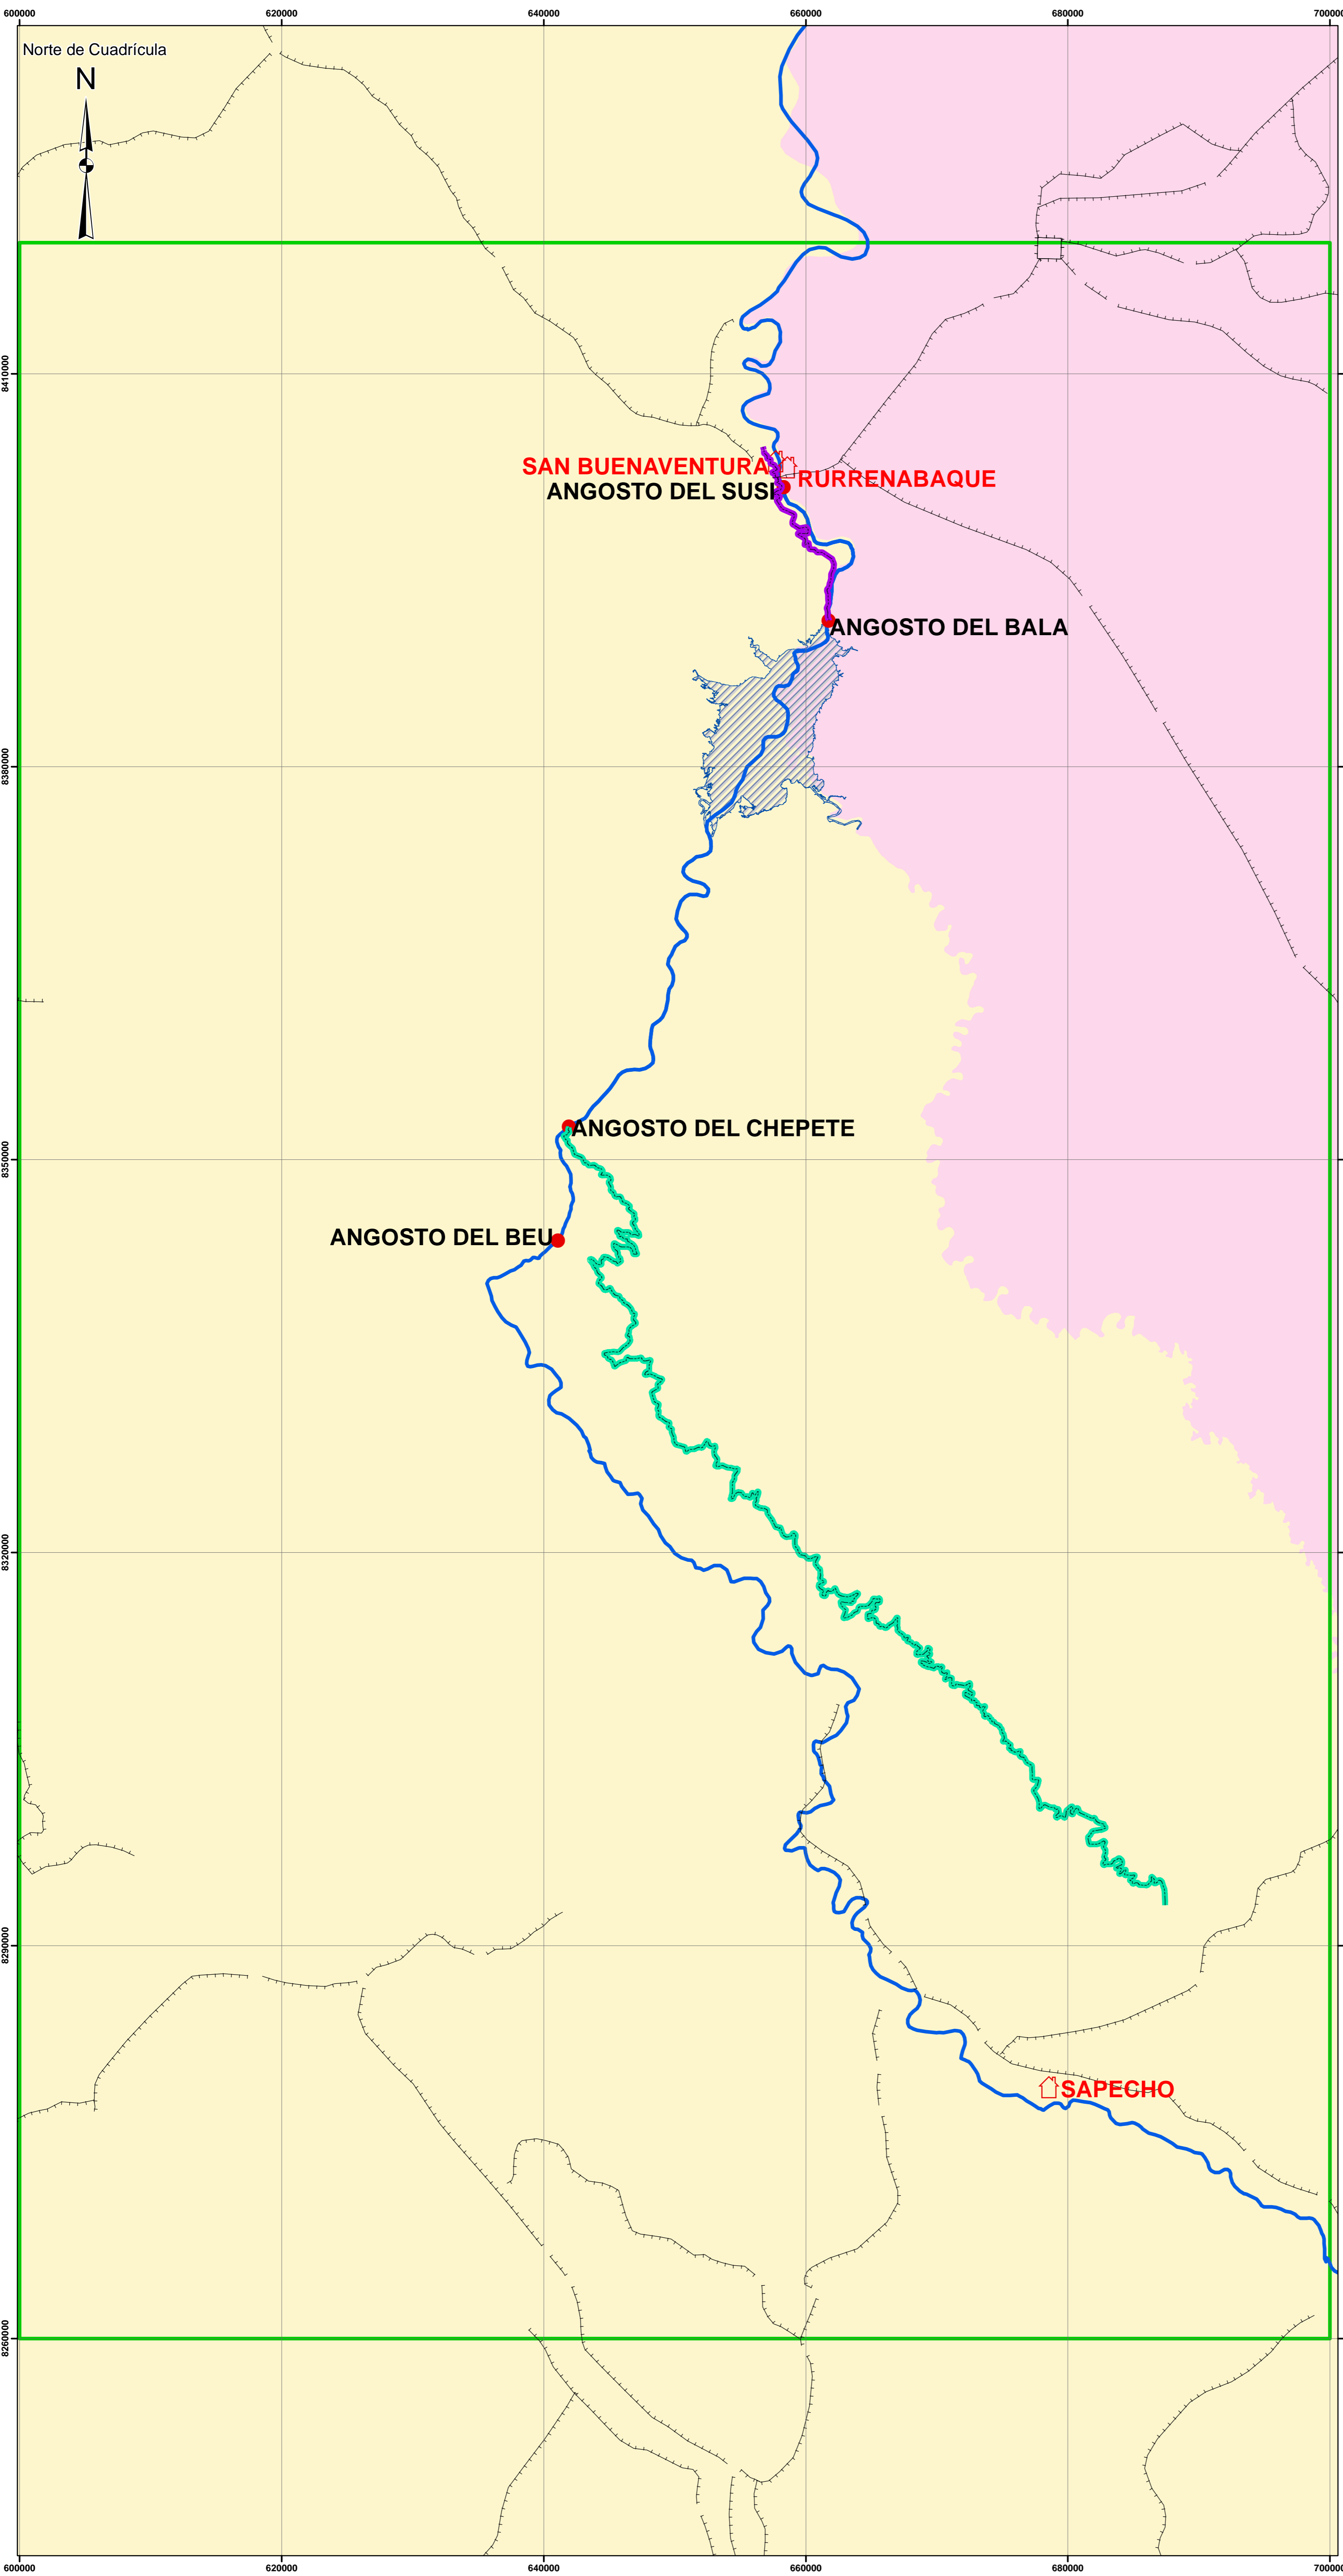 600000 620000 640000 660000 680000 700000
Norte de Cuadrícula
N
8410000
SAN BUENAVENTURA
RURRENABAQUE
ANGOSTO DEL SUSI
ANGOSTO DEL BALA
8380000
ANGOSTO DEL CHEPETE
8350000
ANGOSTO DEL BEU
8320000
8290000
SAPECHO
8260000
600000 620000 640000 660000 680000 700000